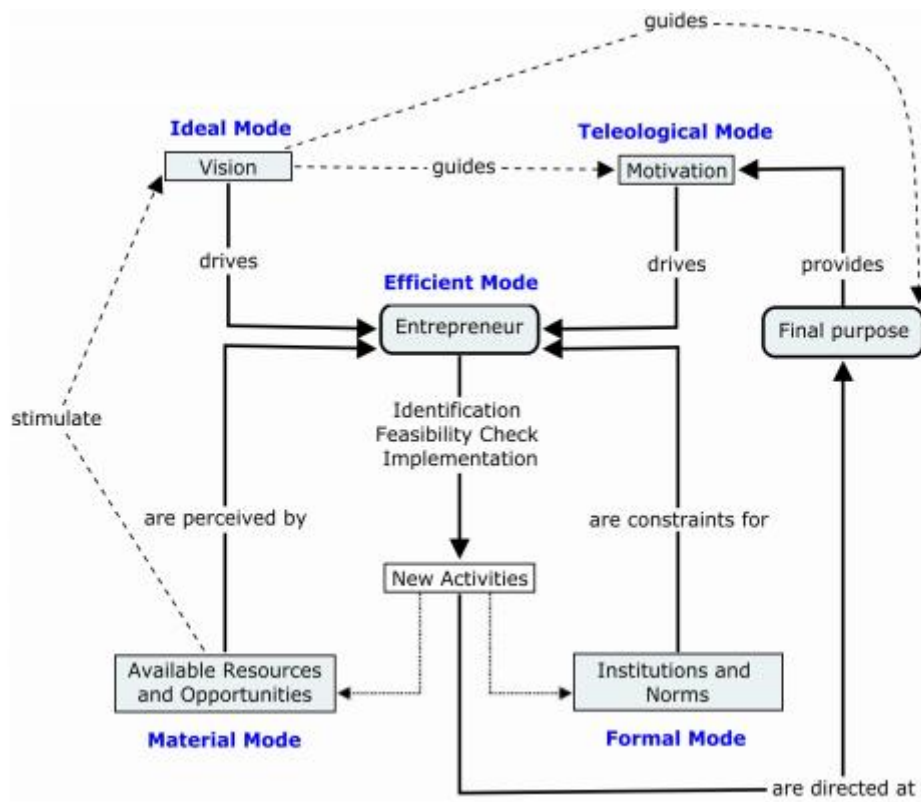 guides
Ideal Mode
Teleological Mode
Vision
guides
Motivation
drives
drives
provides
Efficient Mode
Entrepreneur
Final purpose
stimulate
Identification
Feasibility Check
Implementation
are perceived by
are constraints for
New Activities
Available Resources
and Opportunities
Institutions and
Norms
Material Mode
Formal Mode
are directed at